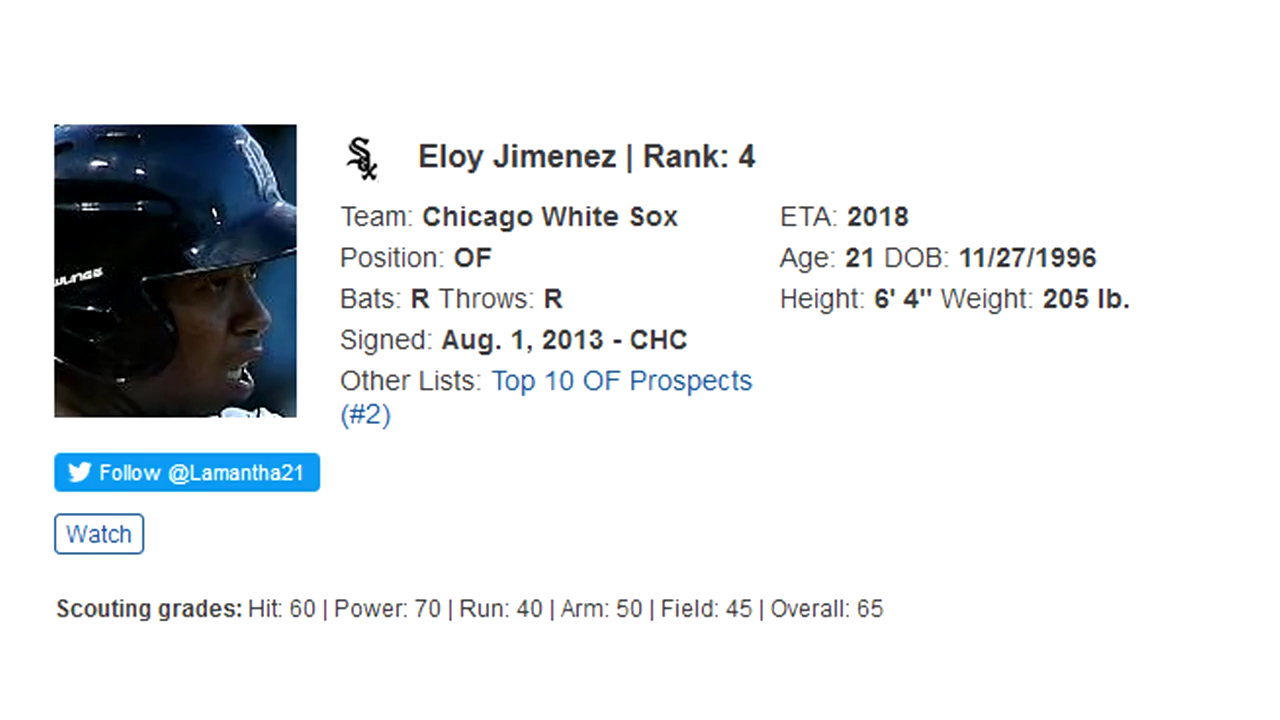 Sox
Eloy Jimenez | Rank: 4
Team: Chicago White Sox
Position: OF
Bats: R Throws: R
Signed: Aug. 1, 2013 - CHC
Other Lists: Top 10 OF Prospects
(#2)
ETA: 2018
Age: 21 DOB: 11/27/1996
Height: 6' 4" Weight: 205 lb.
Follow @Lamantha21
Watch
Scouting grades: Hit: 60 | Power: 70 | Run: 40 | Arm: 50 | Field: 45 | Overall: 65